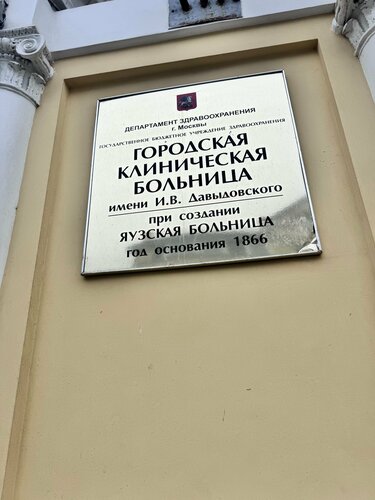 ДЕПАРТАМЕНТ ЗДРАВООХРАНЕНИЯ
г. Москвы
ГОСУДАРСТВЕННОЕ БЮДЖЕТНОЕ УЧРЕЖДЕНИЕ ЗДРАВООХРАНЕНИЯ
ГОРОДСКАЯ
КЛИНИЧЕСКАЯ
БОЛЬНИЦА
имени И.В. Давыдовского
при создании
ЯУЗСКАЯ БОЛЬНИЦА
год основания 1866